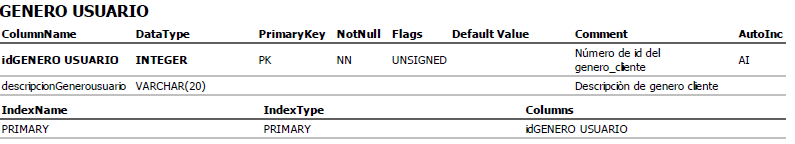 GENERO USUARIO
ColumnName DataType PrimaryKey NotNull Flags Default Value Comment AutoInc
idGENERO USUARIO INTEGER PK NN UNSIGNED Número de id del genero_cliente AI
descripcionGenerousuario VARCHAR(20) Descripciòn de genero cliente
IndexName IndexType Columns
PRIMARY PRIMARY idGENERO USUARIO